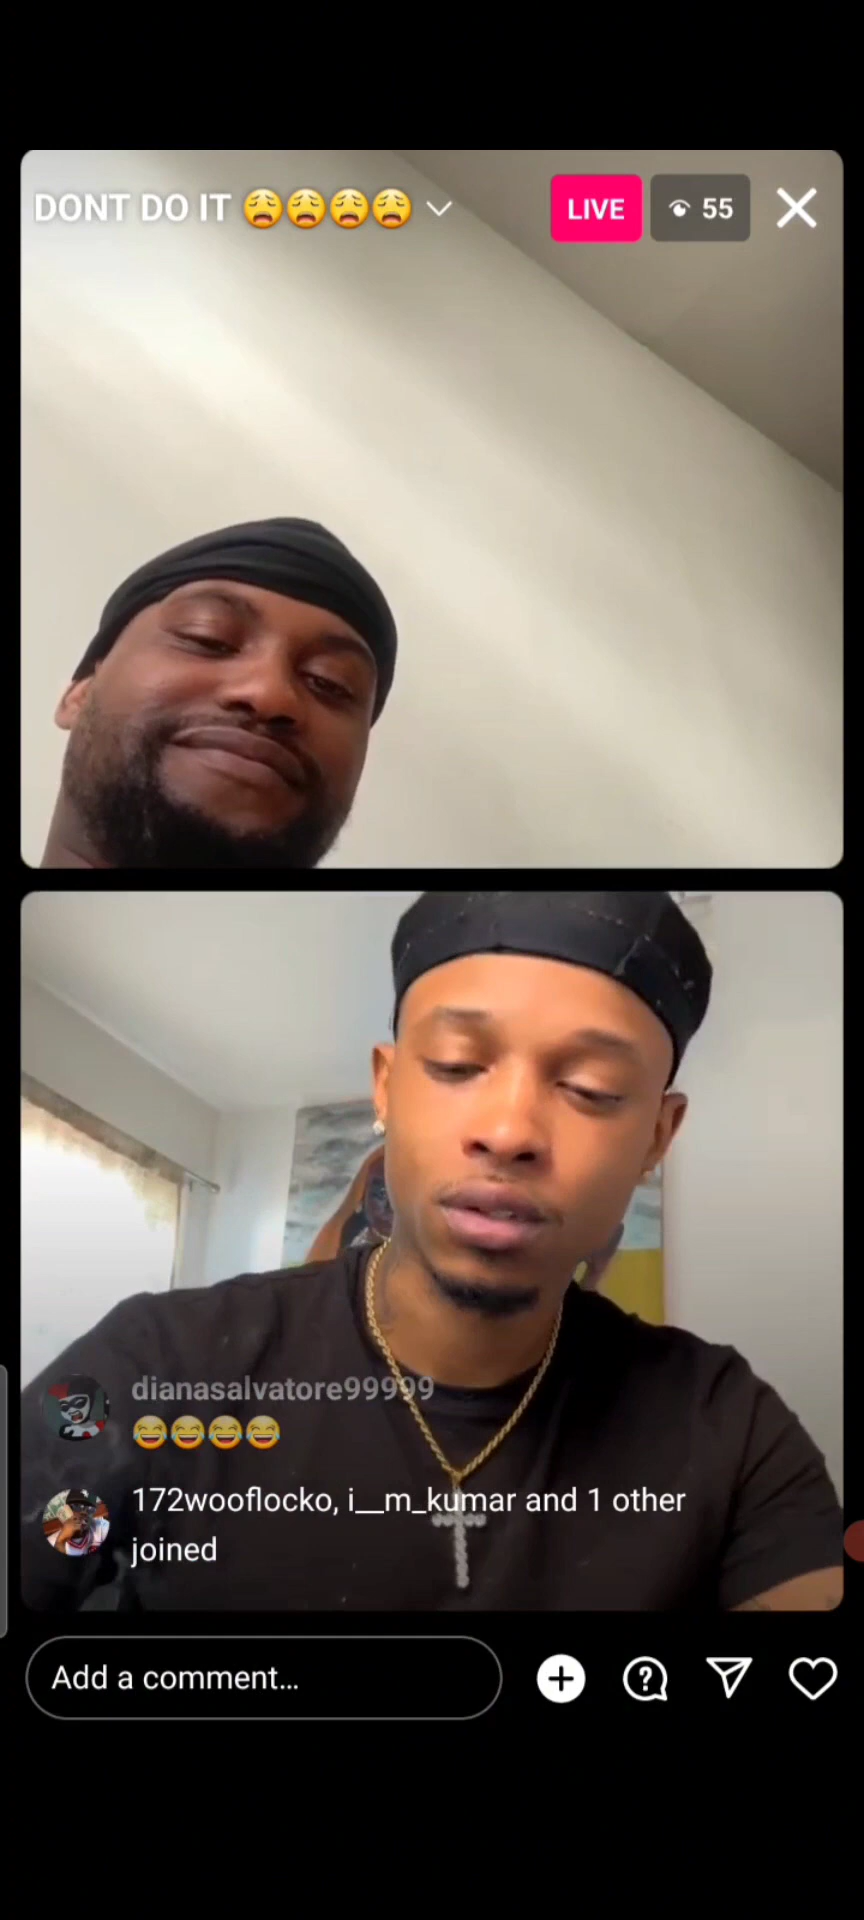 DONT DO IT 😩😩😩😩
LIVE
55
dianasalvatore99999
😂😂😂😂
172wooflocko, i__m_kumar and 1 other
joined
Add a comment...